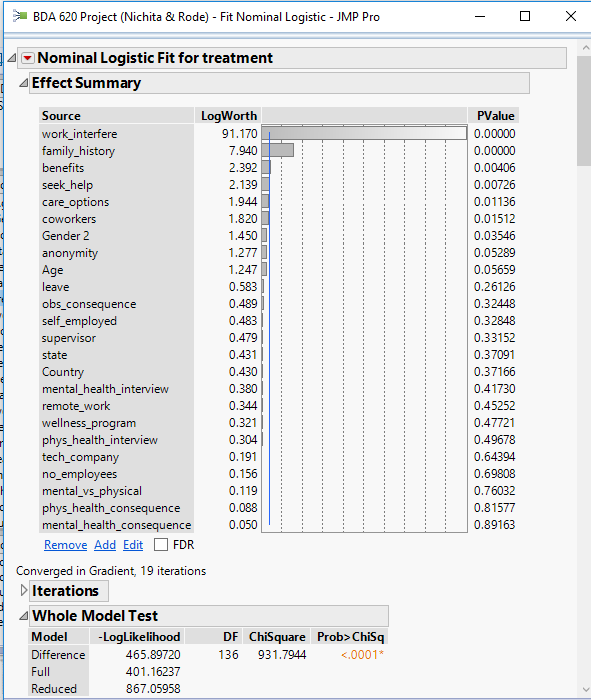 BDA 620 Project (Nichita & Rode) - Fit Nominal Logistic - JMP Pro
Nominal Logistic Fit for treatment
Effect Summary
Source LogWorth PValue
work_interfere 91.170 0.00000
family_history 7.940 0.00000
benefits 2.392 0.00406
seek_help 2.139 0.00726
care_options 1.944 0.01136
coworkers 1.820 0.01512
Gender 2 1.450 0.03546
anonymity 1.277 0.05289
Age 1.247 0.05659
leave 0.583 0.26126
obs_consequence 0.489 0.32448
self_employed 0.483 0.32848
supervisor 0.479 0.33152
state 0.431 0.37091
Country 0.430 0.37166
mental_health_interview 0.380 0.41730
remote_work 0.344 0.45252
wellness_program 0.321 0.47721
phys_health_interview 0.304 0.49678
tech_company 0.191 0.64394
no_employees 0.156 0.69808
mental_vs_physical 0.119 0.76032
phys_health_consequence 0.088 0.81577
mental_health_consequence 0.050 0.89163
Remove Add Edit FDR
Converged in Gradient, 19 iterations
Iterations
Whole Model Test
Model -LogLikelihood DF ChiSquare Prob>ChiSq
Difference 465.89720 136 931.7944 <.0001*
Full 401.16237
Reduced 867.05958